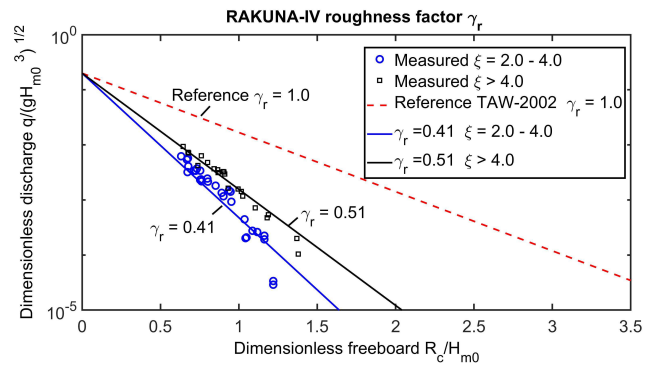 RAKUNA-IV roughness factor γr
Dimensionless discharge q/(gHm0 3) 1/2
10^0
10^-5
Measured ξ = 2.0 - 4.0
Measured ξ > 4.0
Reference TAW-2002 γr = 1.0
γr =0.41 ξ = 2.0 - 4.0
γr =0.51 ξ > 4.0
Reference γr = 1.0
γr = 0.51
γr = 0.41
0 0.5 1 1.5 2 2.5 3 3.5
Dimensionless freeboard Rc/Hm0